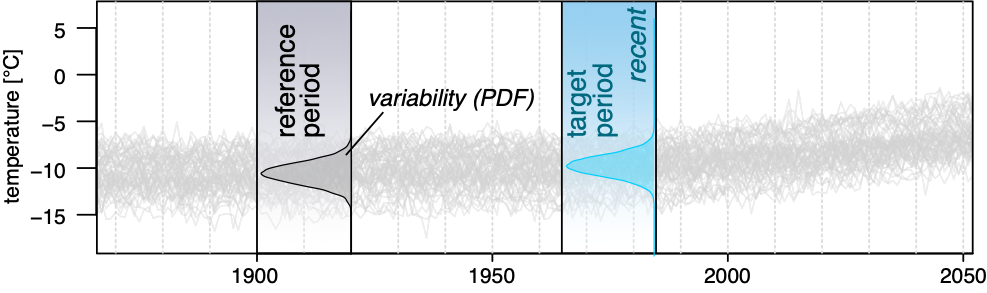 temperature [°C]
5
0
−5
−10
−15
reference
period
variability (PDF)
target
period
recent
1900
1950
2000
2050